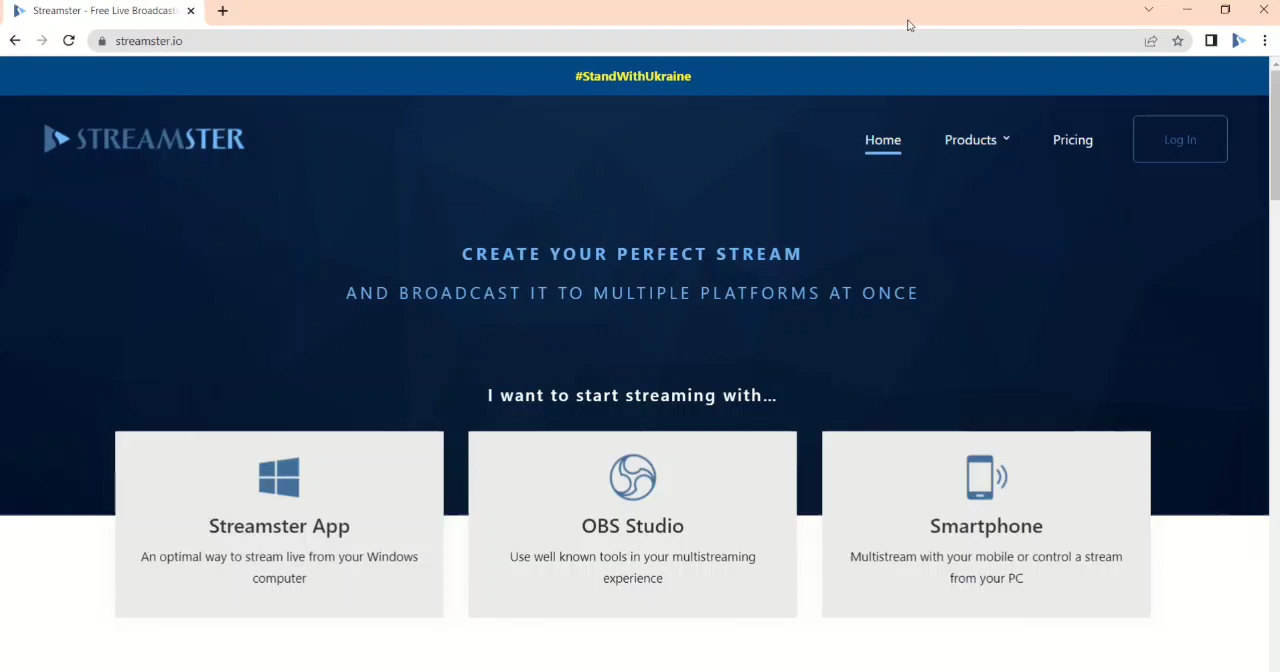 Streamster - Free Live Broadcast
streamster.io
#StandWithUkraine
STREAMSTER
Home
Products
Pricing
Log In
CREATE YOUR PERFECT STREAM
AND BROADCAST IT TO MULTIPLE PLATFORMS AT ONCE
I want to start streaming with...
Streamster App
An optimal way to stream live from your Windows
computer
OBS Studio
Use well known tools in your multistreaming
experience
Smartphone
Multistream with your mobile or control a stream
from your PC